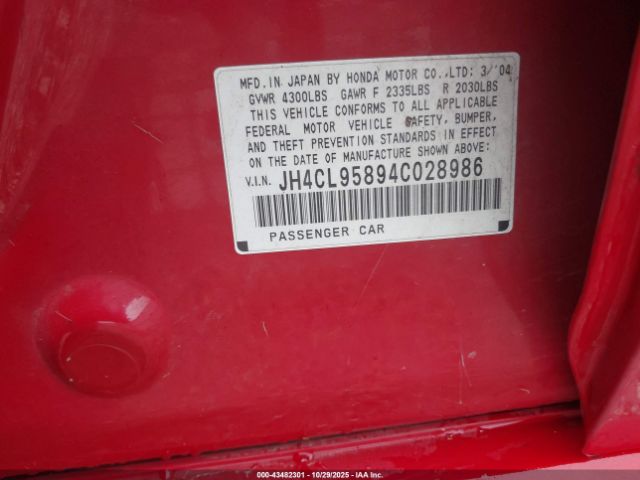 MFD. IN JAPAN BY HONDA MOTOR CO., LTD: 3/'04
GVWR 4300LBS GAWR F 2335LBS R 2030LBS
THIS VEHICLE CONFORMS TO ALL APPLICABLE
FEDERAL MOTOR VEHICLE SAFETY, BUMPER,
AND THEFT PREVENTION STANDARDS IN EFFECT
ON THE DATE OF MANUFACTURE SHOWN ABOVE:
V.I.N. JH4CL95894C028986
PASSENGER CAR
000-43482301 - 10/29/2025 - IAAI.COM